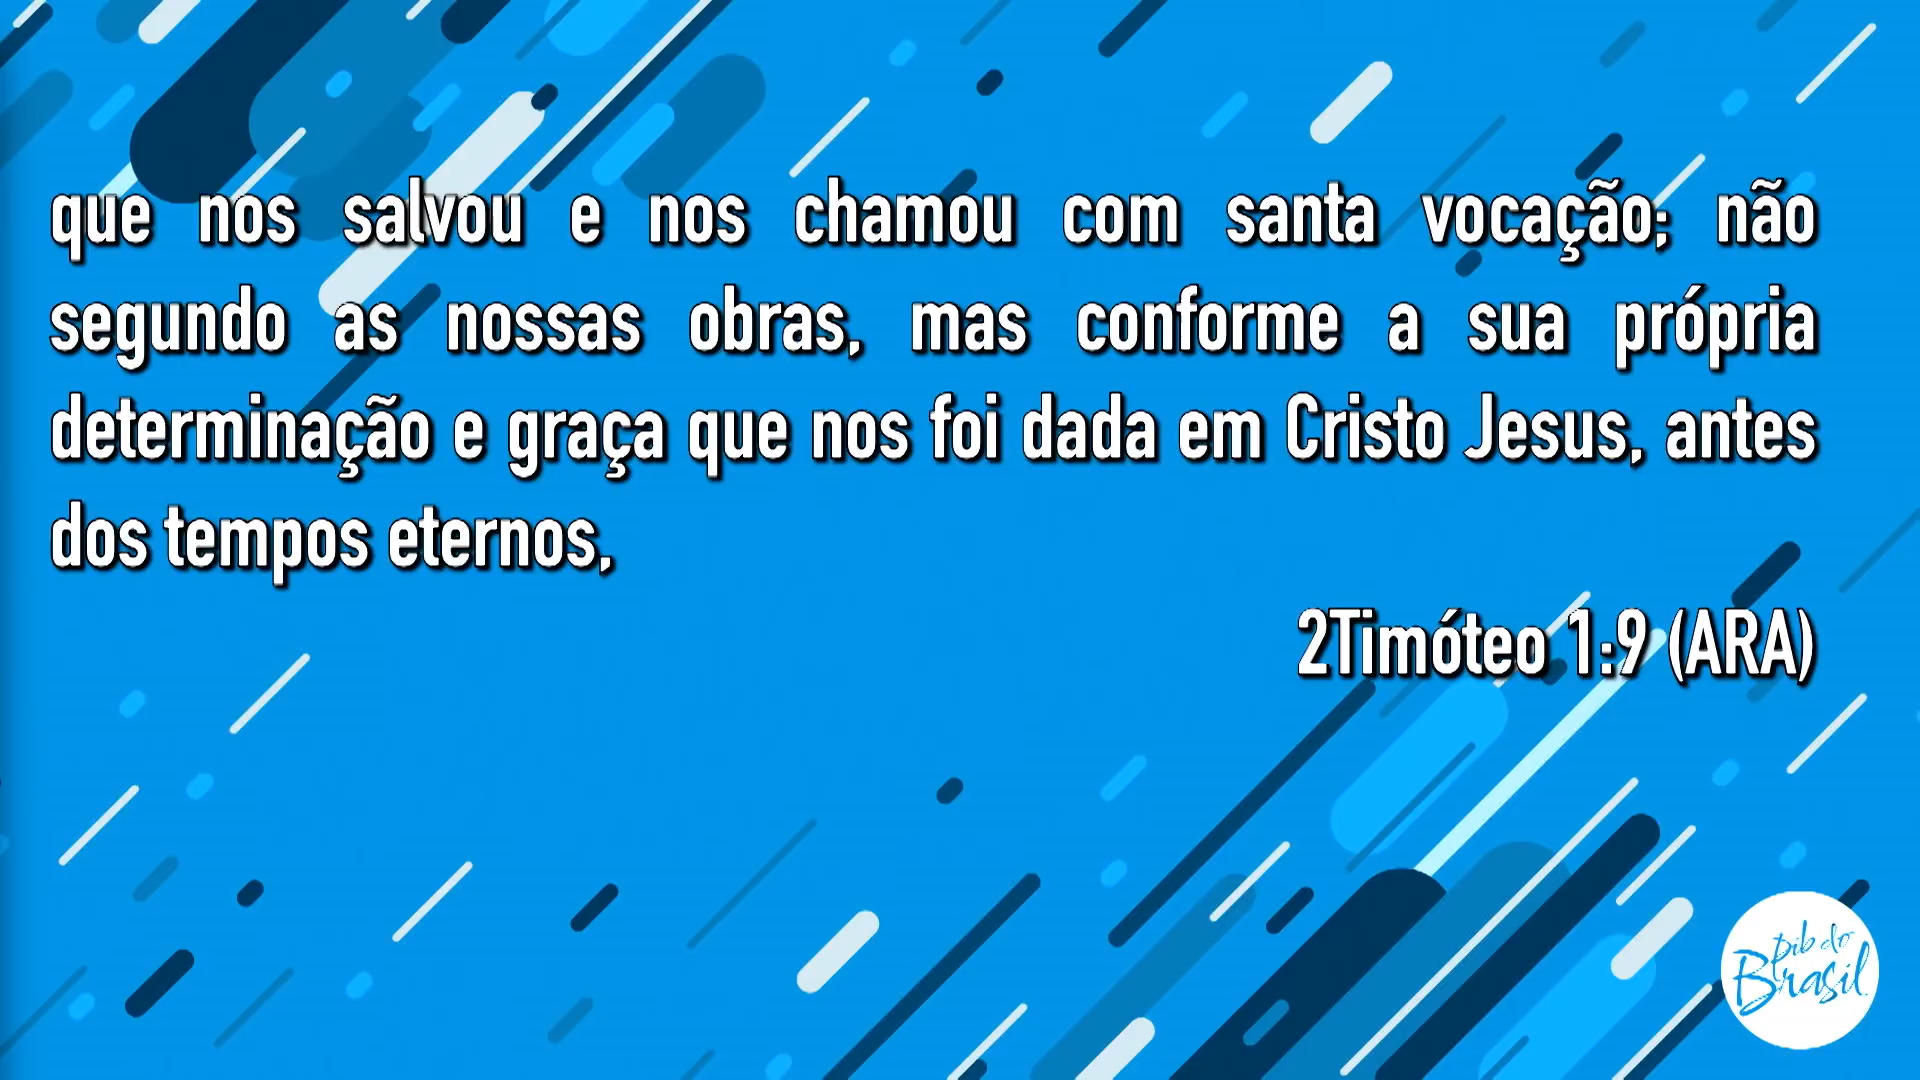 que nos salvou e nos chamou com santa vocação; não
segundo as nossas obras, mas conforme a sua própria
determinação e graça que nos foi dada em Cristo Jesus, antes
dos tempos eternos,
2Timóteo 1:9 (ARA)
pib do
Brasil